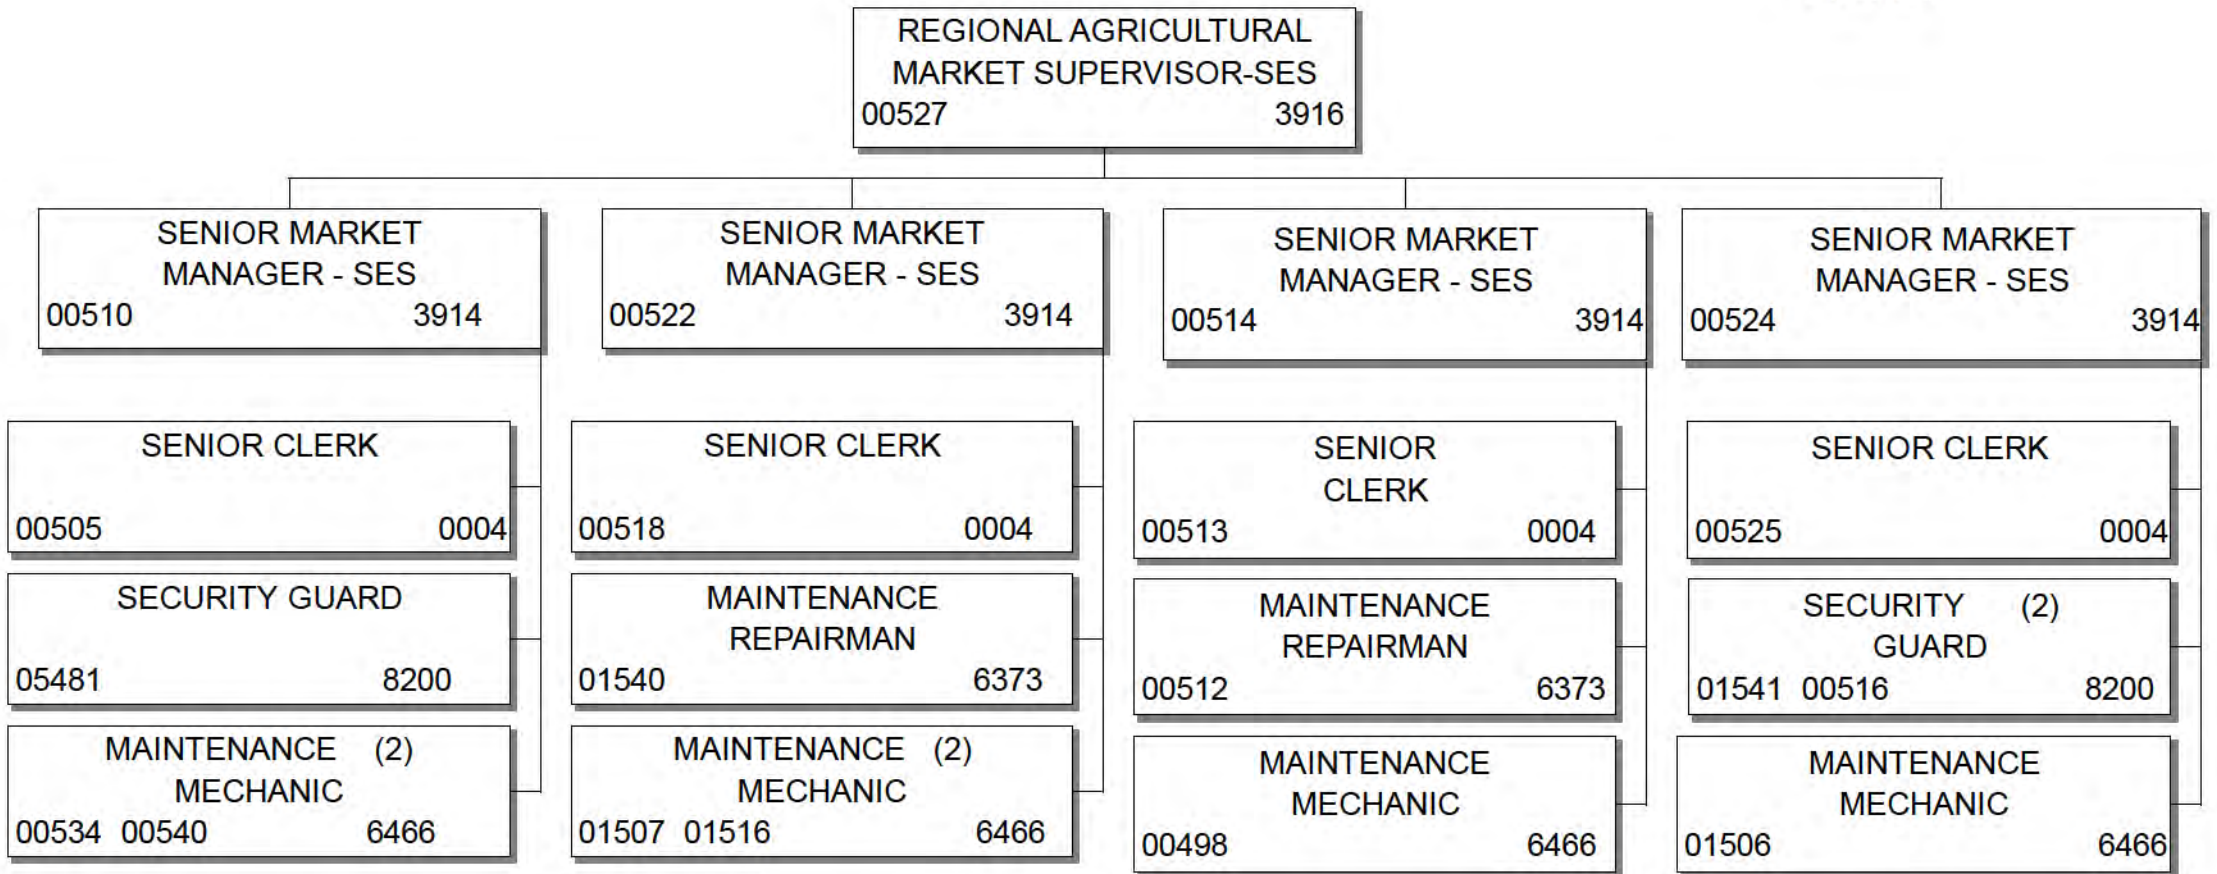 REGIONAL AGRICULTURAL
MARKET SUPERVISOR-SES
00527 3916
SENIOR MARKET
MANAGER - SES
00510 3914
SENIOR MARKET
MANAGER - SES
00522 3914
SENIOR MARKET
MANAGER - SES
00514 3914
SENIOR MARKET
MANAGER - SES
00524 3914
SENIOR CLERK
00505 0004
SECURITY GUARD
05481 8200
MAINTENANCE (2)
MECHANIC
00534 00540 6466
SENIOR CLERK
00518 0004
MAINTENANCE
REPAIRMAN
01540 6373
MAINTENANCE (2)
MECHANIC
01507 01516 6466
SENIOR
CLERK
00513 0004
MAINTENANCE
REPAIRMAN
00512 6373
MAINTENANCE
MECHANIC
00498 6466
SENIOR CLERK
00525 0004
SECURITY (2)
GUARD
01541 00516 8200
MAINTENANCE
MECHANIC
01506 6466